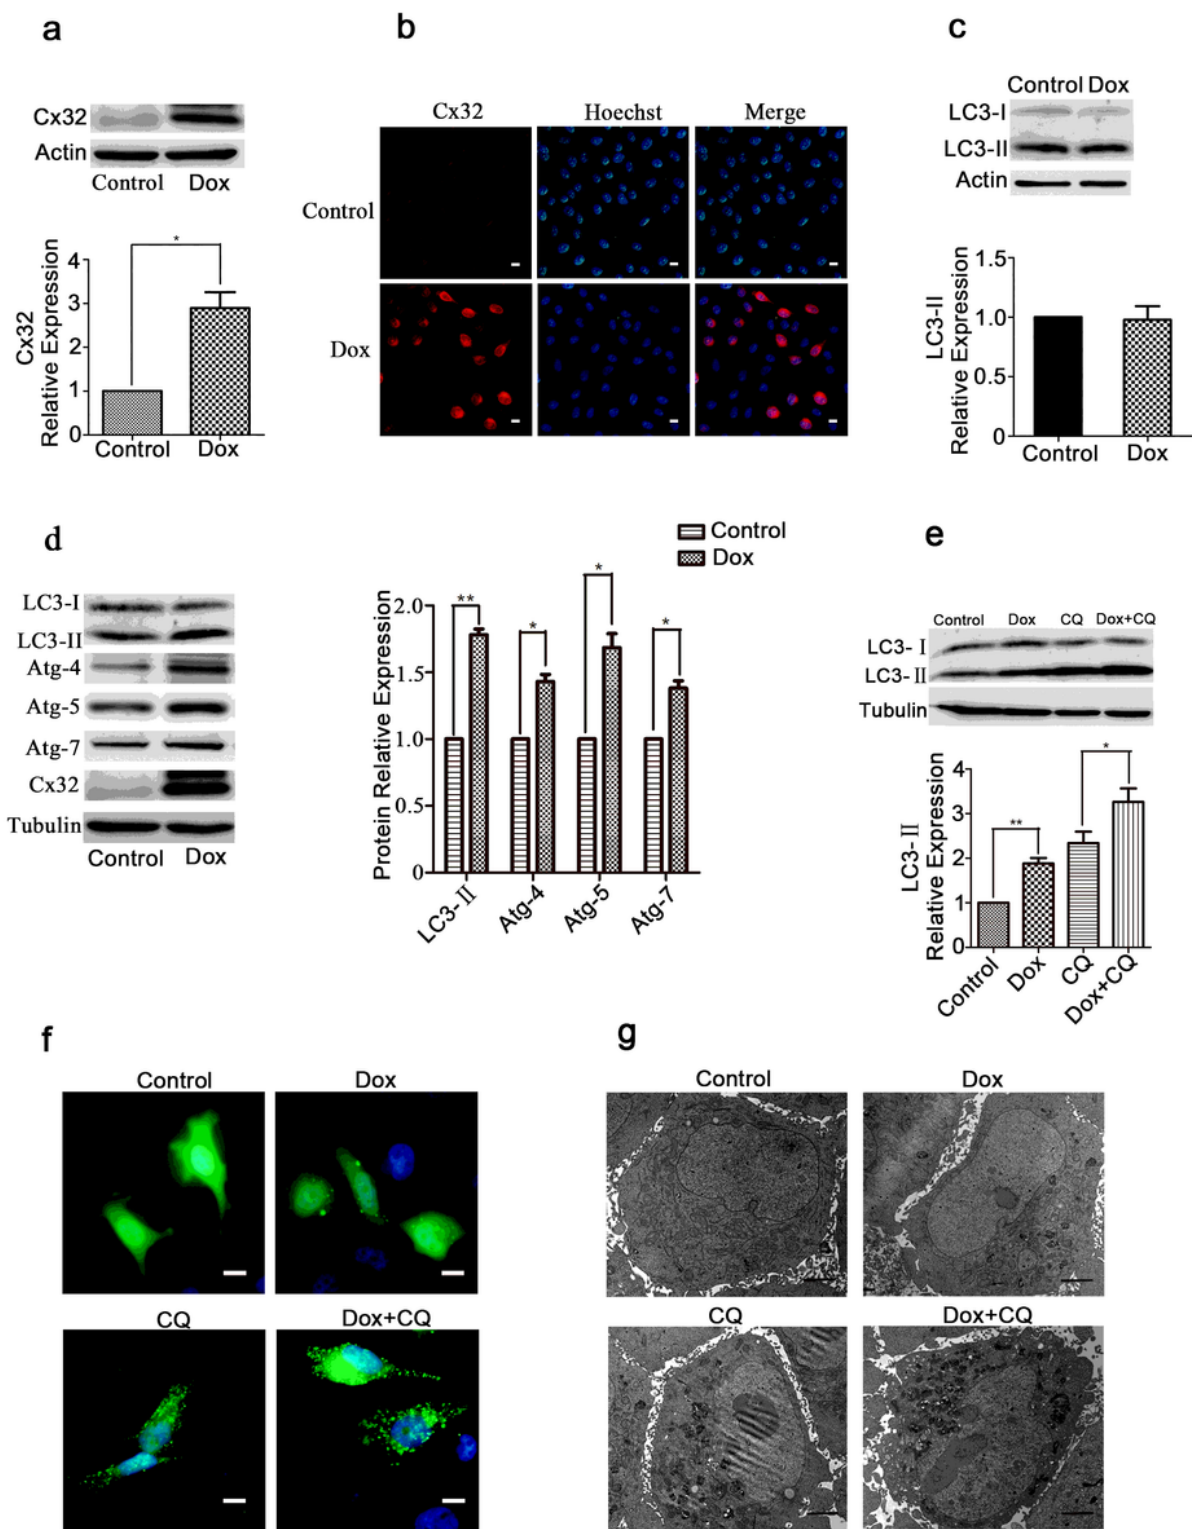 a
Cx32
Actin
Control Dox
*
Cx32
Relative Expression
4
3
2
1
0
Control Dox
b
Cx32 Hoechst Merge
Control
Dox
c
Control Dox
LC3-I
LC3-II
Actin
LC3-II
Relative Expression
1.5
1.0
0.5
0
Control Dox
d
LC3-I
LC3-II
Atg-4
Atg-5
Atg-7
Cx32
Tubulin
Control Dox
Control
Dox
** * * *
Protein Relative Expression
2.0
1.5
1.0
0.5
0
LC3-II Atg-4 Atg-5 Atg-7
e
Control Dox CQ Dox+CQ
LC3-I
LC3-II
Tubulin
** *
LC3-II
Relative Expression
4
3
2
1
0
Control Dox CQ Dox+CQ
f
Control Dox
CQ Dox+CQ
g
Control Dox
CQ Dox+CQ